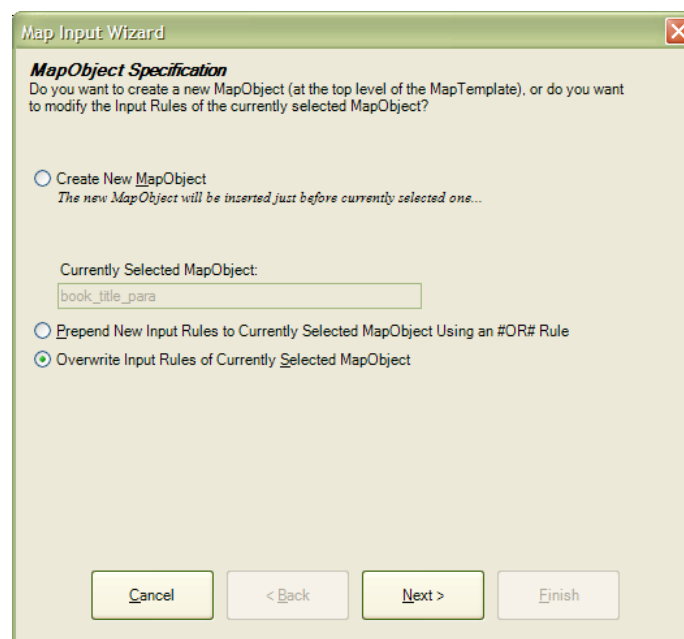 Map Input Wizard
MapObject Specification
Do you want to create a new MapObject (at the top level of the MapTemplate), or do you want
to modify the Input Rules of the currently selected MapObject?
Create New MapObject
The new MapObject will be inserted just before currently selected one...
Currently Selected MapObject:
book_title_para
Prepend New Input Rules to Currently Selected MapObject Using an #OR# Rule
Overwrite Input Rules of Currently Selected MapObject
Cancel < Back Next > Finish